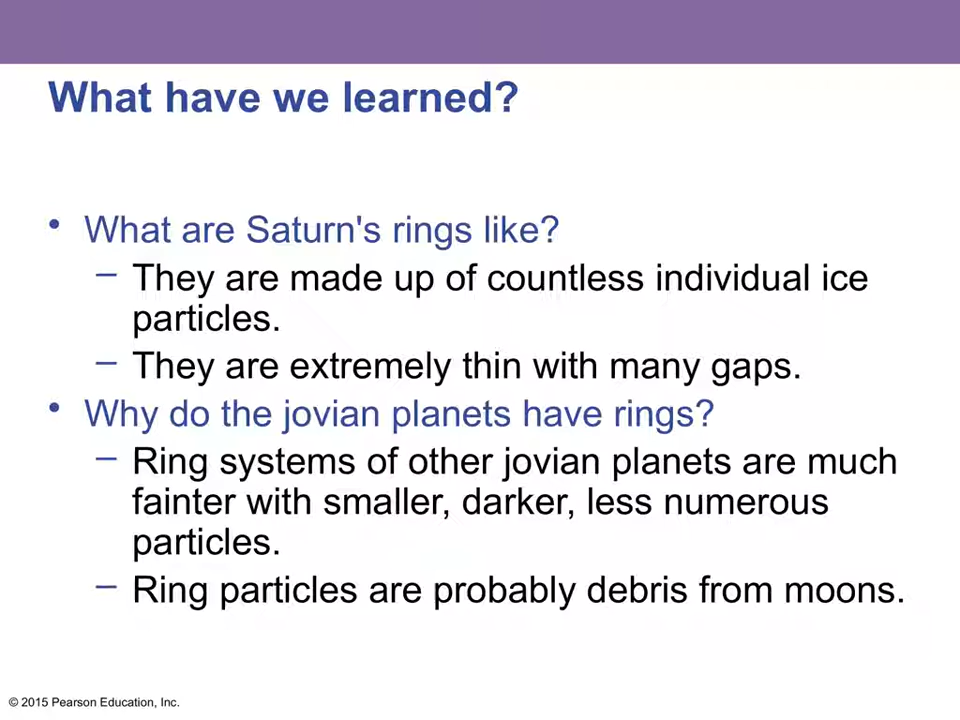 What have we learned?
• What are Saturn's rings like?
– They are made up of countless individual ice
particles.
– They are extremely thin with many gaps.
• Why do the jovian planets have rings?
– Ring systems of other jovian planets are much
fainter with smaller, darker, less numerous
particles.
– Ring particles are probably debris from moons.
© 2015 Pearson Education, Inc.